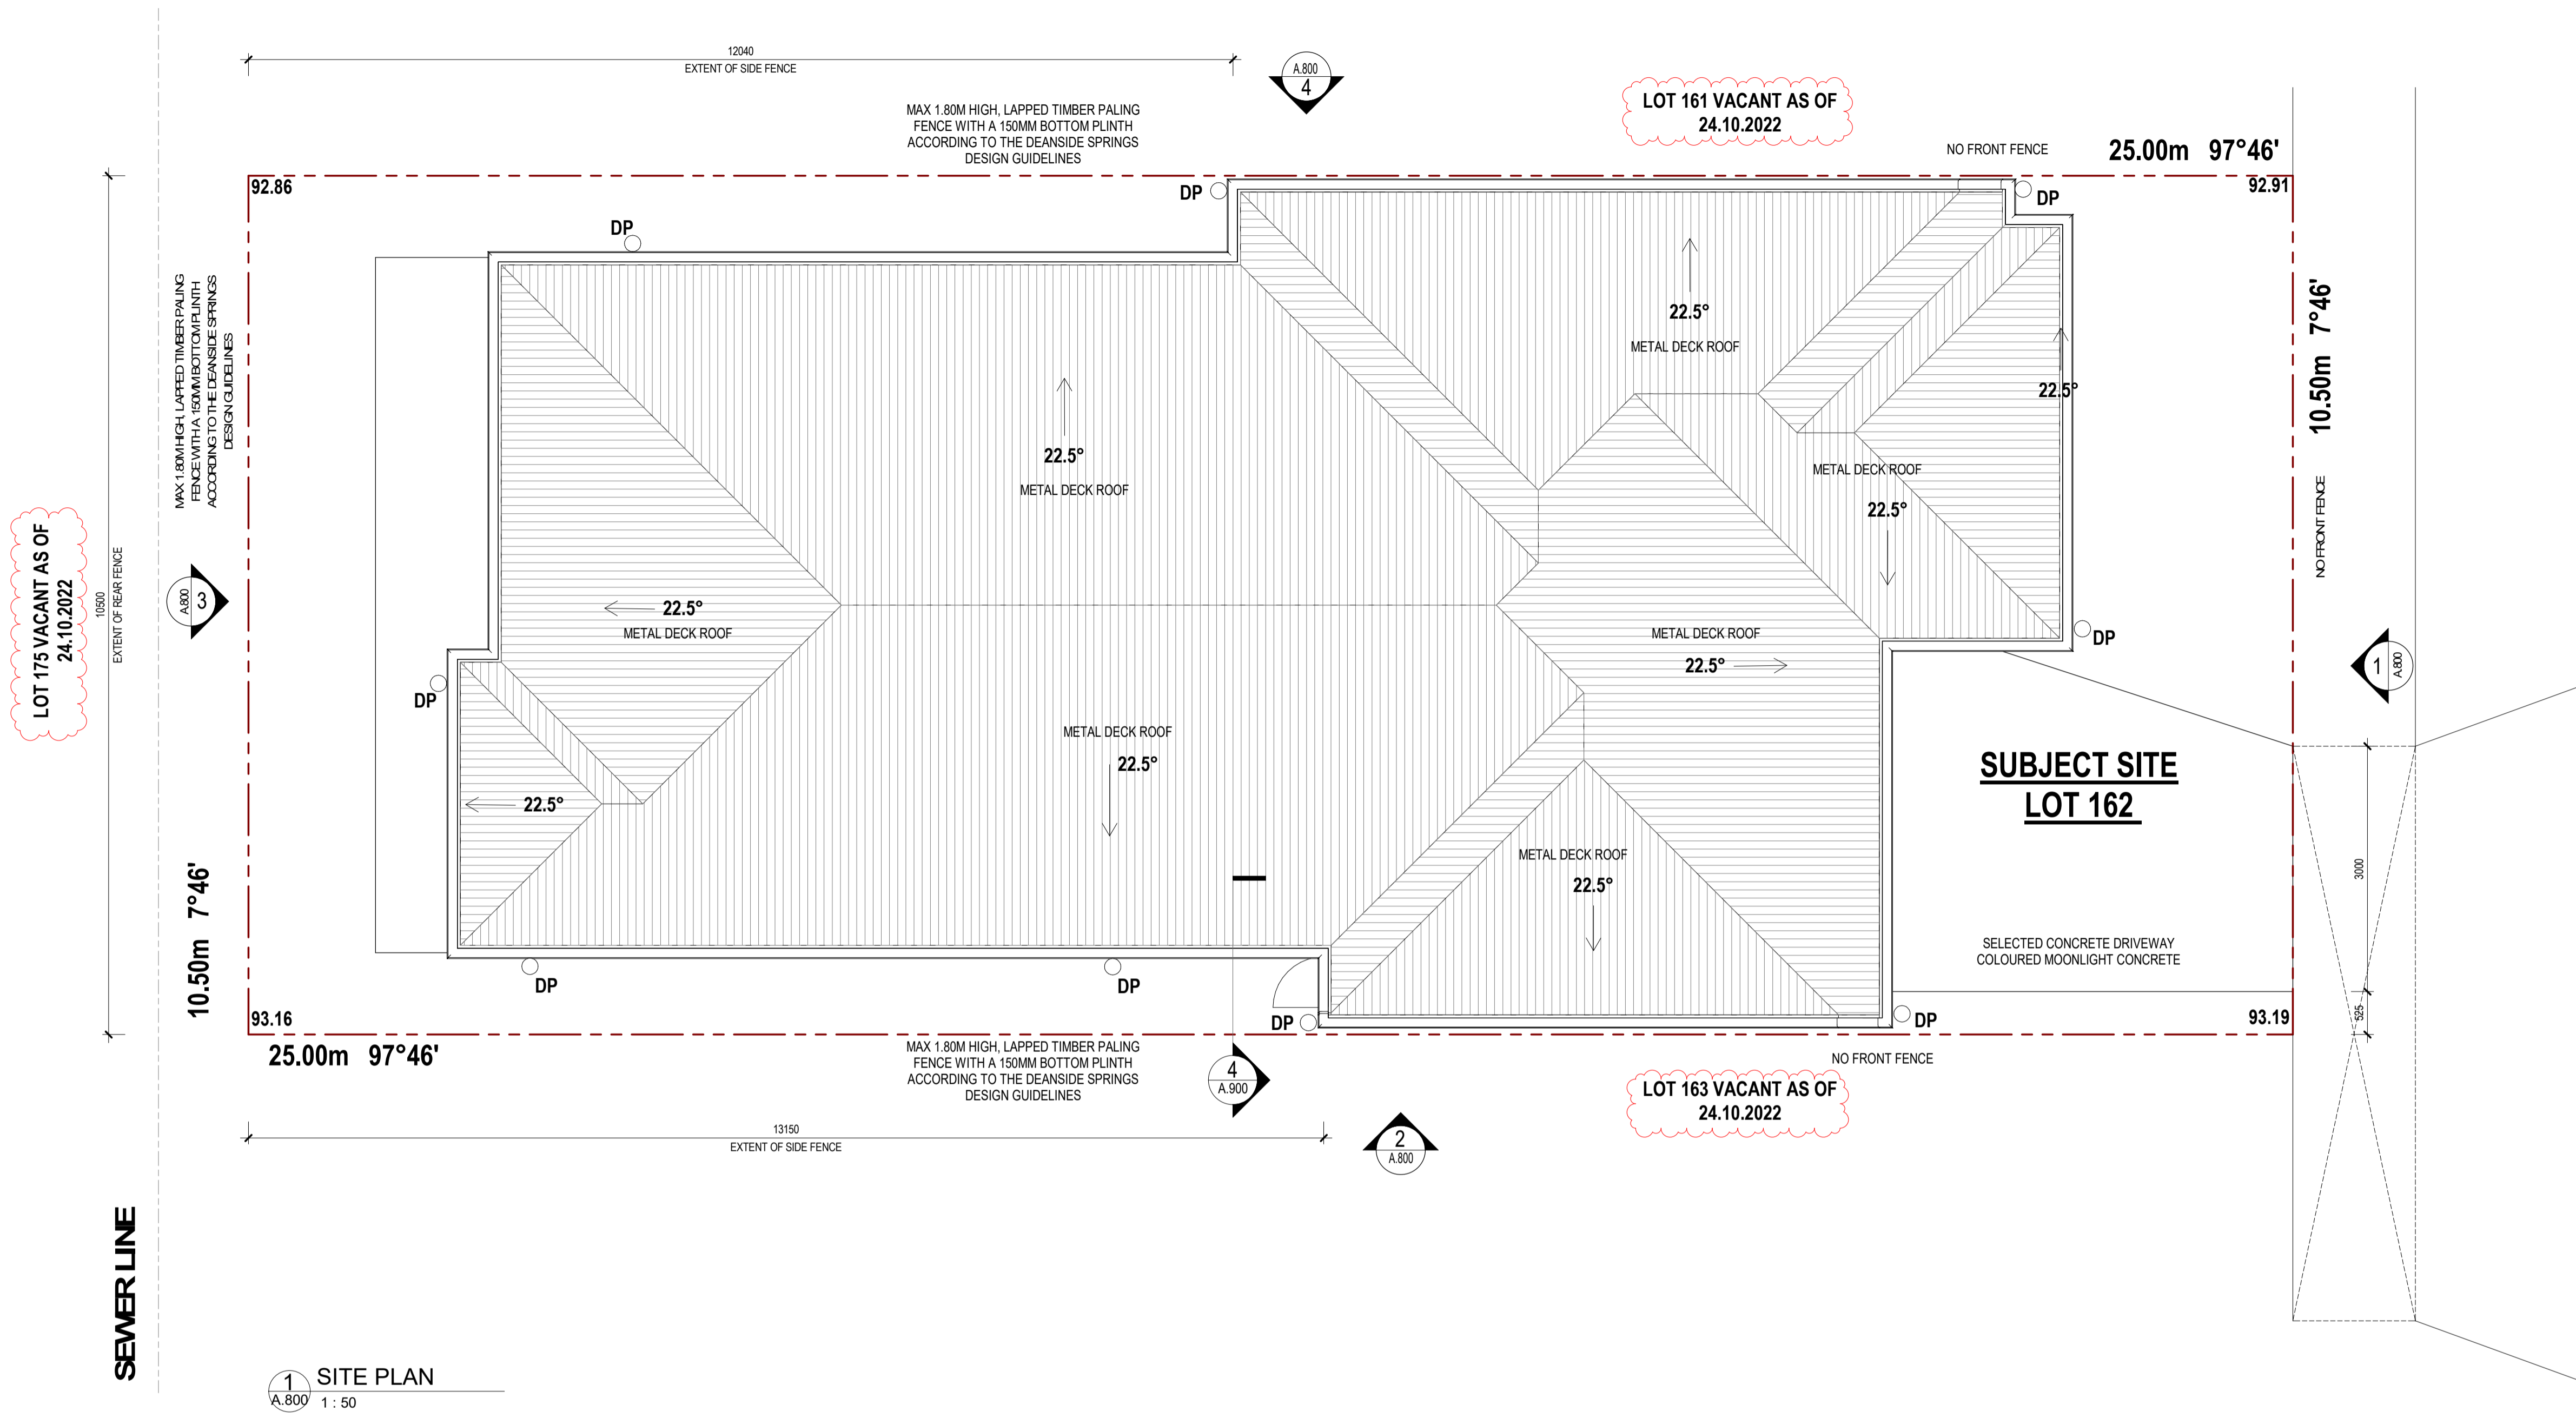 12040
EXTENT OF SIDE FENCE
A.800
4
LOT 161 VACANT AS OF
24.10.2022
MAX 1.80M HIGH, LAPPED TIMBER PALING
FENCE WITH A 150MM BOTTOM PLINTH
ACCORDING TO THE DEANSIDE SPRINGS
DESIGN GUIDELINES
NO FRONT FENCE
25.00m 97°46'
92.86
DP
DP
92.91
DP
MAX 1.80M HIGH, LAPPED TIMBER PALING
FENCE WITH A 150MM BOTTOM PLINTH
ACCORDING TO THE DEANSIDE SPRINGS
DESIGN GUIDELINES
22.5°
METAL DECK ROOF
22.5°
10.50m 7°46'
22.5°
METAL DECK ROOF
METAL DECK ROOF
22.5°
NO FRONT FENCE
LOT 175 VACANT AS OF
24.10.2022
10500
EXTENT OF REAR FENCE
A.800
3
22.5°
METAL DECK ROOF
METAL DECK ROOF
22.5°
DP
1
A.800
DP
METAL DECK ROOF
22.5°
22.5°
SUBJECT SITE
LOT 162
METAL DECK ROOF
22.5°
3000
SELECTED CONCRETE DRIVEWAY
COLOURED MOONLIGHT CONCRETE
10.50m 7°46'
DP
DP
DP
DP
93.16
93.19
525
25.00m 97°46'
MAX 1.80M HIGH, LAPPED TIMBER PALING
FENCE WITH A 150MM BOTTOM PLINTH
ACCORDING TO THE DEANSIDE SPRINGS
DESIGN GUIDELINES
4
A.900
NO FRONT FENCE
LOT 163 VACANT AS OF
24.10.2022
13150
EXTENT OF SIDE FENCE
2
A.800
SEWER LINE
1
A.800
SITE PLAN
1 : 50